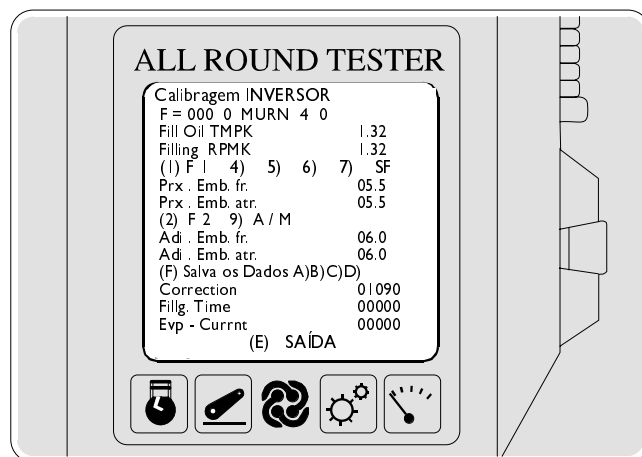 ALL ROUND TESTER
Calibragem INVERSOR
F = 000 0 MURN 4 0
Fill Oil TMPK 1.32
Filling RPMK 1.32
(1) F 1 4) 5) 6) 7) SF
Prx . Emb. fr. 05.5
Prx . Emb. atr. 05.5
(2) F 2 9) A / M
Adi . Emb. fr. 06.0
Adi . Emb. atr. 06.0
(F) Salva os Dados A)B)C)D)
Correction 01090
Fillg. Time 00000
Evp - Currnt 00000
(E) SAÍDA